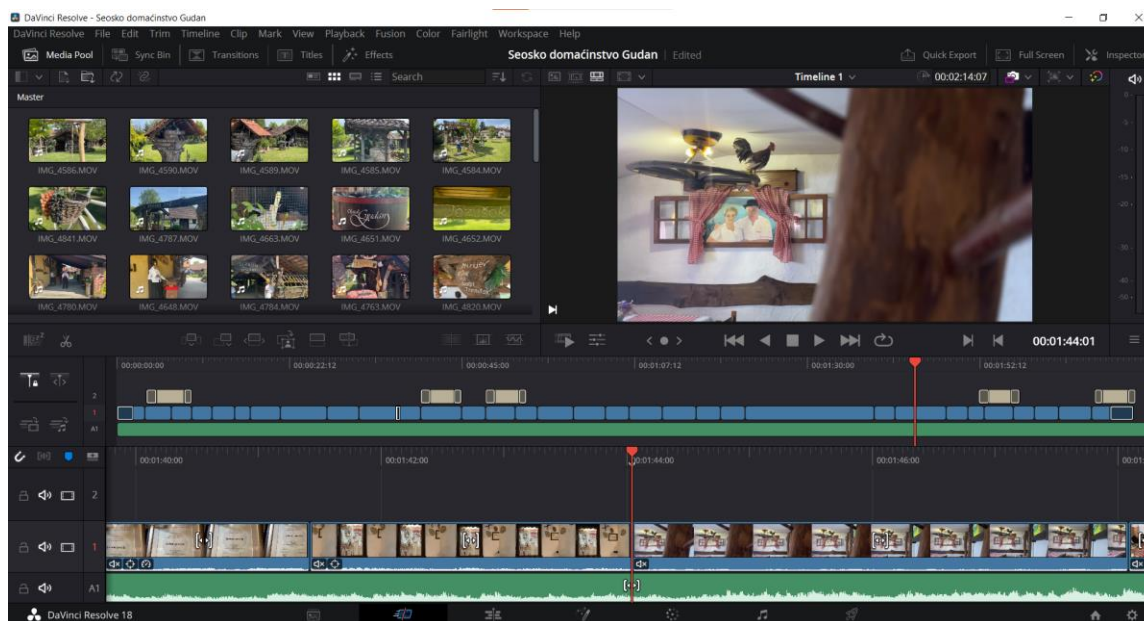 DaVinci Resolve - Seosko domaćinstvo Gudan
DaVinci Resolve File Edit Trim Timeline Clip Mark View Playback Fusion Color Fairlight Workspace Help
Media Pool Sync Bin Transitions Titles Effects Seosko domaćinstvo Gudan Edited Quick Export Full Screen Inspector
Search Timeline 1 00:02:14:07
Master
IMG_4586.MOV IMG_4590.MOV IMG_4589.MOV IMG_4585.MOV IMG_4584.MOV
IMG_4841.MOV IMG_4787.MOV IMG_4663.MOV IMG_4651.MOV IMG_4652.MOV
IMG_4780.MOV IMG_4648.MOV IMG_4784.MOV IMG_4763.MOV IMG_4820.MOV
00:01:44:01
00:00:00:00 00:00:22:12 00:00:45:00 00:01:07:12 00:01:30:00 00:01:52:12
2
1
A1
00:01:40:00 00:01:42:00 00:01:44:00 00:01:46:00
2
1
A1
DaVinci Resolve 18